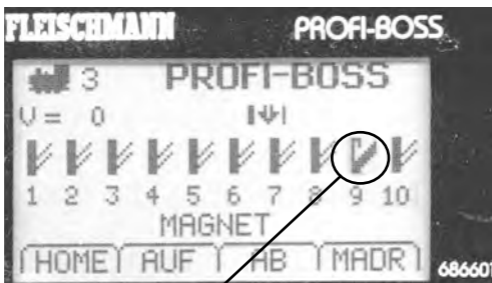 FLEISCHMANN PROFI-BOSS
3 PROFI-BOSS
V = 0
1 2 3 4 5 6 7 8 9 10
MAGNET
HOME AUF AB MADR
686601